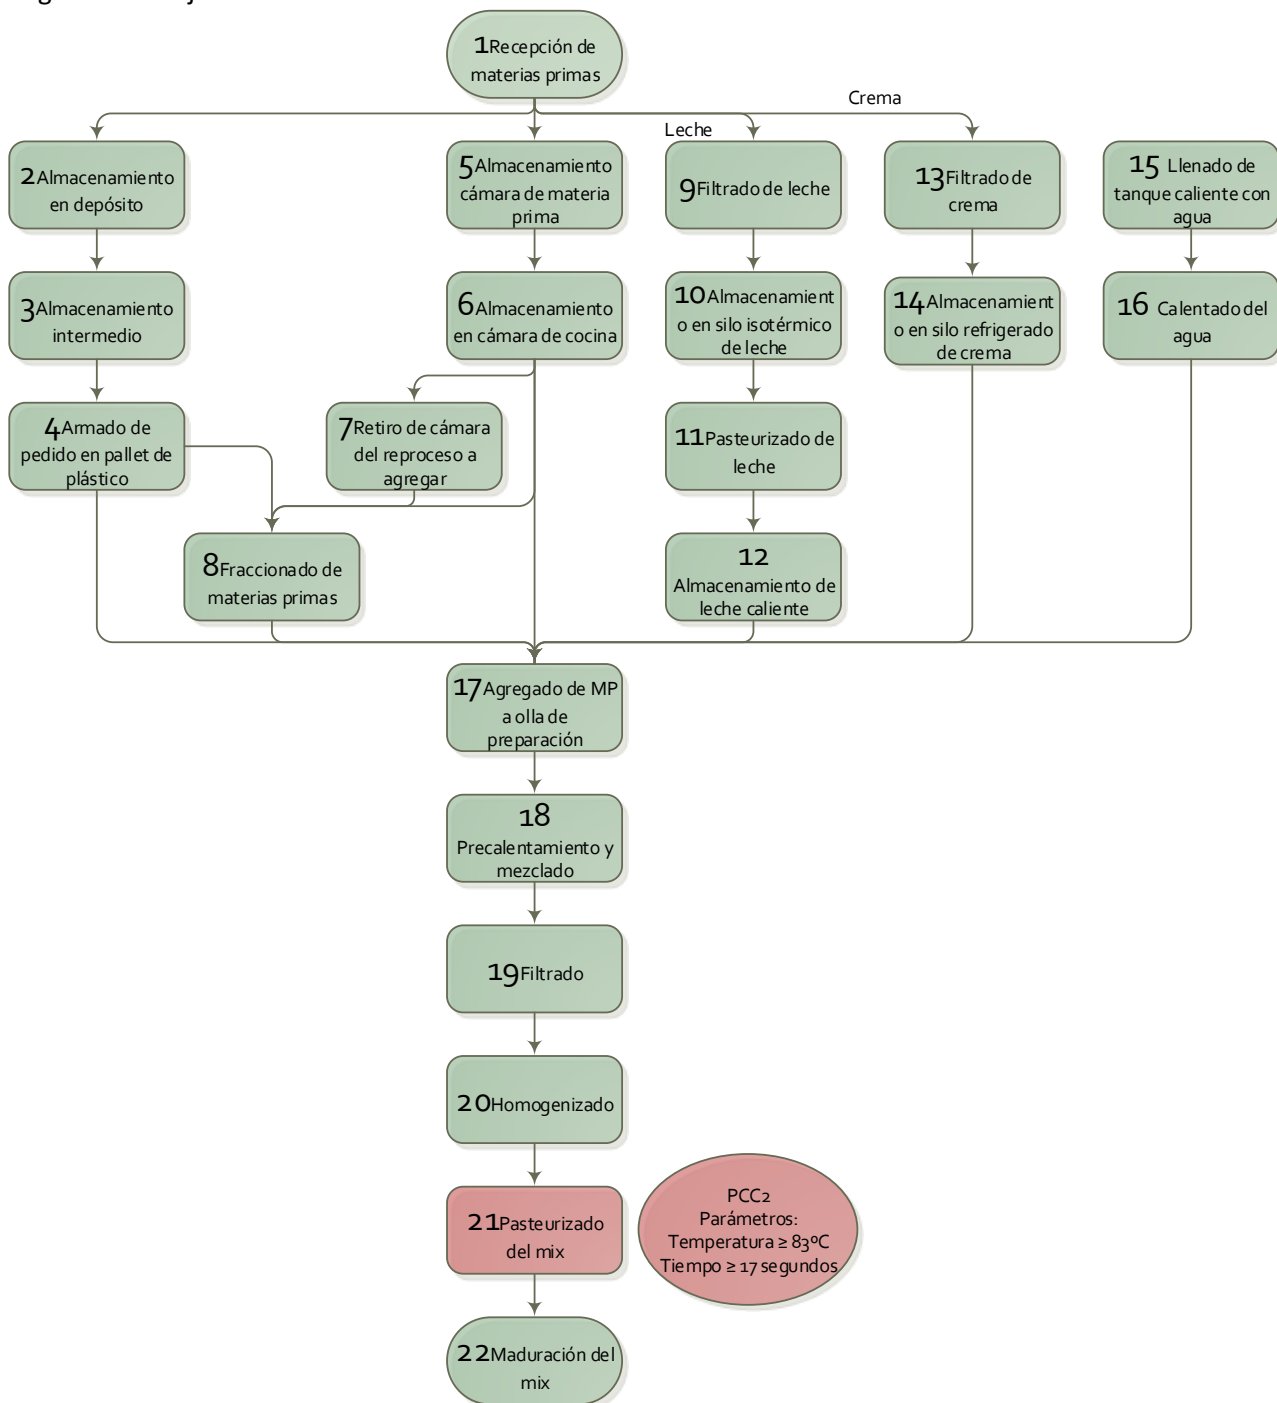 1Recepción de
materias primas
Crema
Leche
2Almacenamiento
en depósito
5Almacenamiento
cámara de materia
prima
9Filtrado de leche
13Filtrado de
crema
15 Llenado de
tanque caliente con
agua
3Almacenamiento
intermedio
6Almacenamiento
en cámara de cocina
10Almacenamient
o en silo isotérmico
de leche
14Almacenamient
o en silo refrigerado
de crema
16 Calentado del
agua
4Armado de
pedido en pallet de
plástico
7Retiro de cámara
del reproceso a
agregar
11Pasteurizado de
leche
8Fraccionado de
materias primas
12
Almacenamiento de
leche caliente
17Agregado de MP
a olla de
preparación
18
Precalentamiento y
mezclado
19Filtrado
20Homogenizado
21Pasteurizado
del mix
PCC2
Parámetros:
Temperatura ≥ 83ºC
Tiempo ≥ 17 segundos
22Maduración del
mix